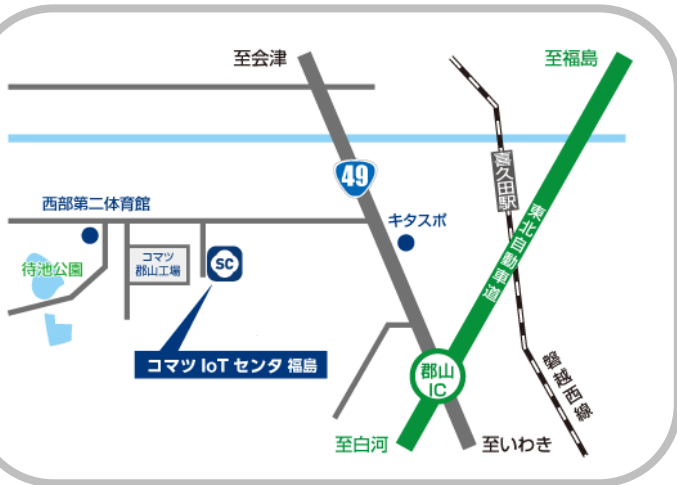 至会津
至福島
49
喜久田駅
西部第二体育館
キタスポ
東北自動車道
待池公園
コマツ
郡山工場
SC
コマツ IoT センタ 福島
郡山
IC
磐越西線
至白河
至いわき